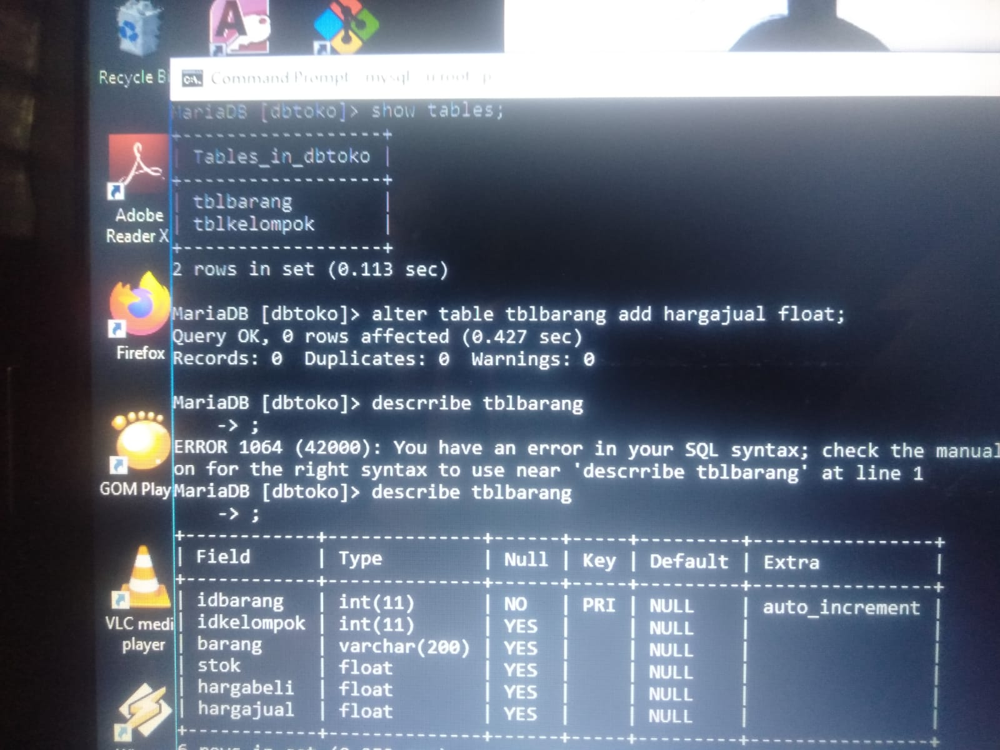 Recycle Bi
Command Prompt - mysql -u root -p
MariaDB [dbtoko]> show tables;
+------------------+
| Tables_in_dbtoko |
+------------------+
| tblbarang        |
| tblkelompok      |
+------------------+
2 rows in set (0.113 sec)
MariaDB [dbtoko]> alter table tblbarang add hargajual float;
Query OK, 0 rows affected (0.427 sec)
Records: 0  Duplicates: 0  Warnings: 0
MariaDB [dbtoko]> descrribe tblbarang
    -> ;
ERROR 1064 (42000): You have an error in your SQL syntax; check the manual
on for the right syntax to use near 'descrribe tblbarang' at line 1
MariaDB [dbtoko]> describe tblbarang
    -> ;
+------------+--------------+------+-----+---------+----------------+
| Field      | Type         | Null | Key | Default | Extra          |
+------------+--------------+------+-----+---------+----------------+
| idbarang   | int(11)      | NO   | PRI | NULL    | auto_increment |
| idkelompok | int(11)      | YES  |     | NULL    |                |
| barang     | varchar(200) | YES  |     | NULL    |                |
| stok       | float        | YES  |     | NULL    |                |
| hargabeli  | float        | YES  |     | NULL    |                |
| hargajual  | float        | YES  |     | NULL    |                |
+------------+--------------+------+-----+---------+----------------+
6 rows in set
Adobe
Reader X
Firefox
GOM Play
VLC medi
player